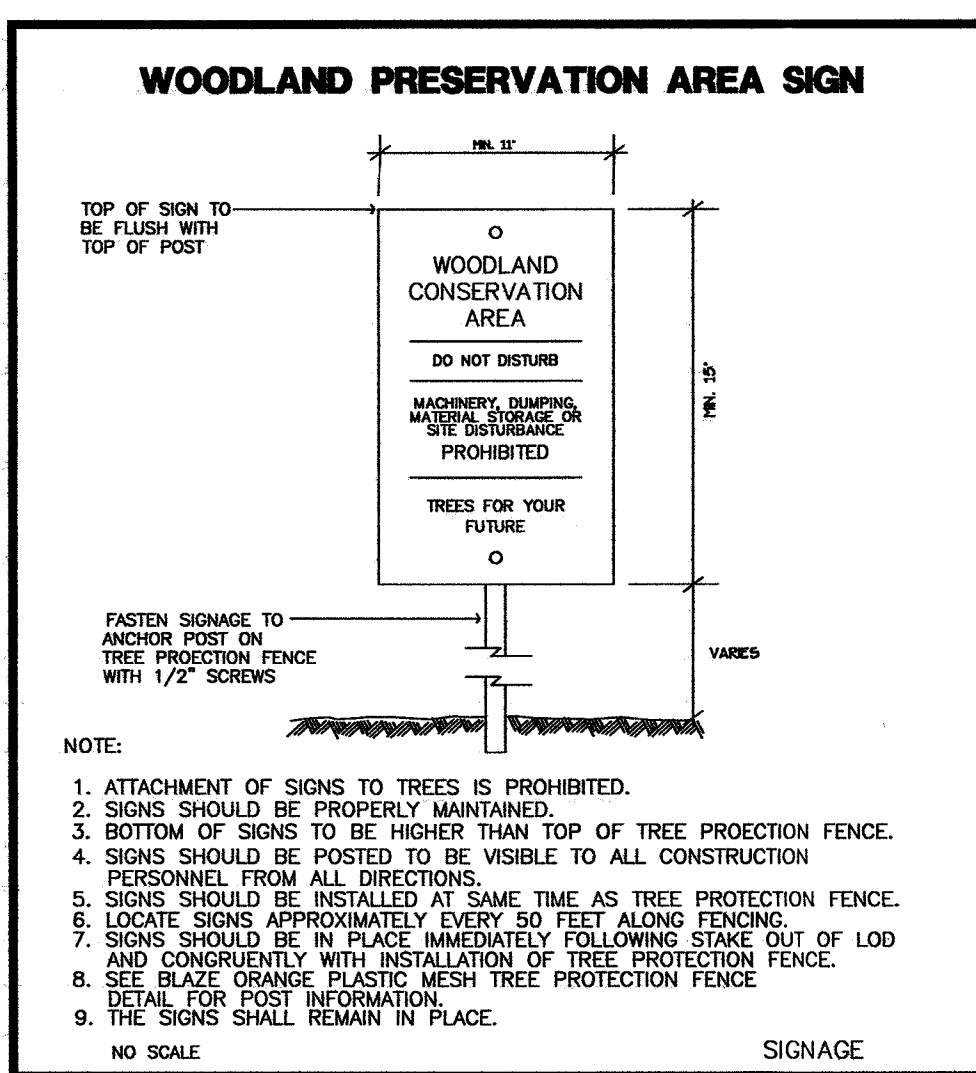 WOODLAND PRESERVATION AREA SIGN
MIN. 11"
TOP OF SIGN TO
BE FLUSH WITH
TOP OF POST
WOODLAND
CONSERVATION
AREA
DO NOT DISTURB
MACHINERY, DUMPING,
MATERIAL STORAGE OR
SITE DISTURBANCE
PROHIBITED
TREES FOR YOUR
FUTURE
MIN. 15"
FASTEN SIGNAGE TO
ANCHOR POST ON
TREE PROECTION FENCE
WITH 1/2" SCREWS
VARIES
NOTE:
1. ATTACHMENT OF SIGNS TO TREES IS PROHIBITED.
2. SIGNS SHOULD BE PROPERLY MAINTAINED.
3. BOTTOM OF SIGNS TO BE HIGHER THAN TOP OF TREE PROECTION FENCE.
4. SIGNS SHOULD BE POSTED TO BE VISIBLE TO ALL CONSTRUCTION
PERSONNEL FROM ALL DIRECTIONS.
5. SIGNS SHOULD BE INSTALLED AT SAME TIME AS TREE PROTECTION FENCE.
6. LOCATE SIGNS APPROXIMATELY EVERY 50 FEET ALONG FENCING.
7. SIGNS SHOULD BE IN PLACE IMMEDIATELY FOLLOWING STAKE OUT OF LOD
AND CONGRUENTLY WITH INSTALLATION OF TREE PROTECTION FENCE.
8. SEE BLAZE ORANGE PLASTIC MESH TREE PROTECTION FENCE
DETAIL FOR POST INFORMATION.
9. THE SIGNS SHALL REMAIN IN PLACE.
NO SCALE
SIGNAGE